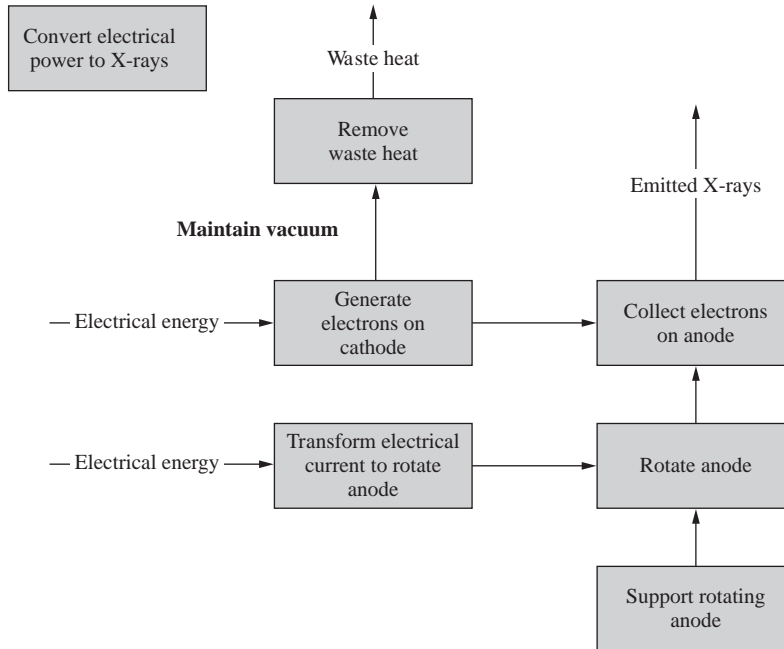 Convert electrical
power to X-rays
Waste heat
Remove
waste heat
Emitted X-rays
Maintain vacuum
Electrical energy
Generate
electrons on
cathode
Collect electrons
on anode
Electrical energy
Transform electrical
current to rotate
anode
Rotate anode
Support rotating
anode